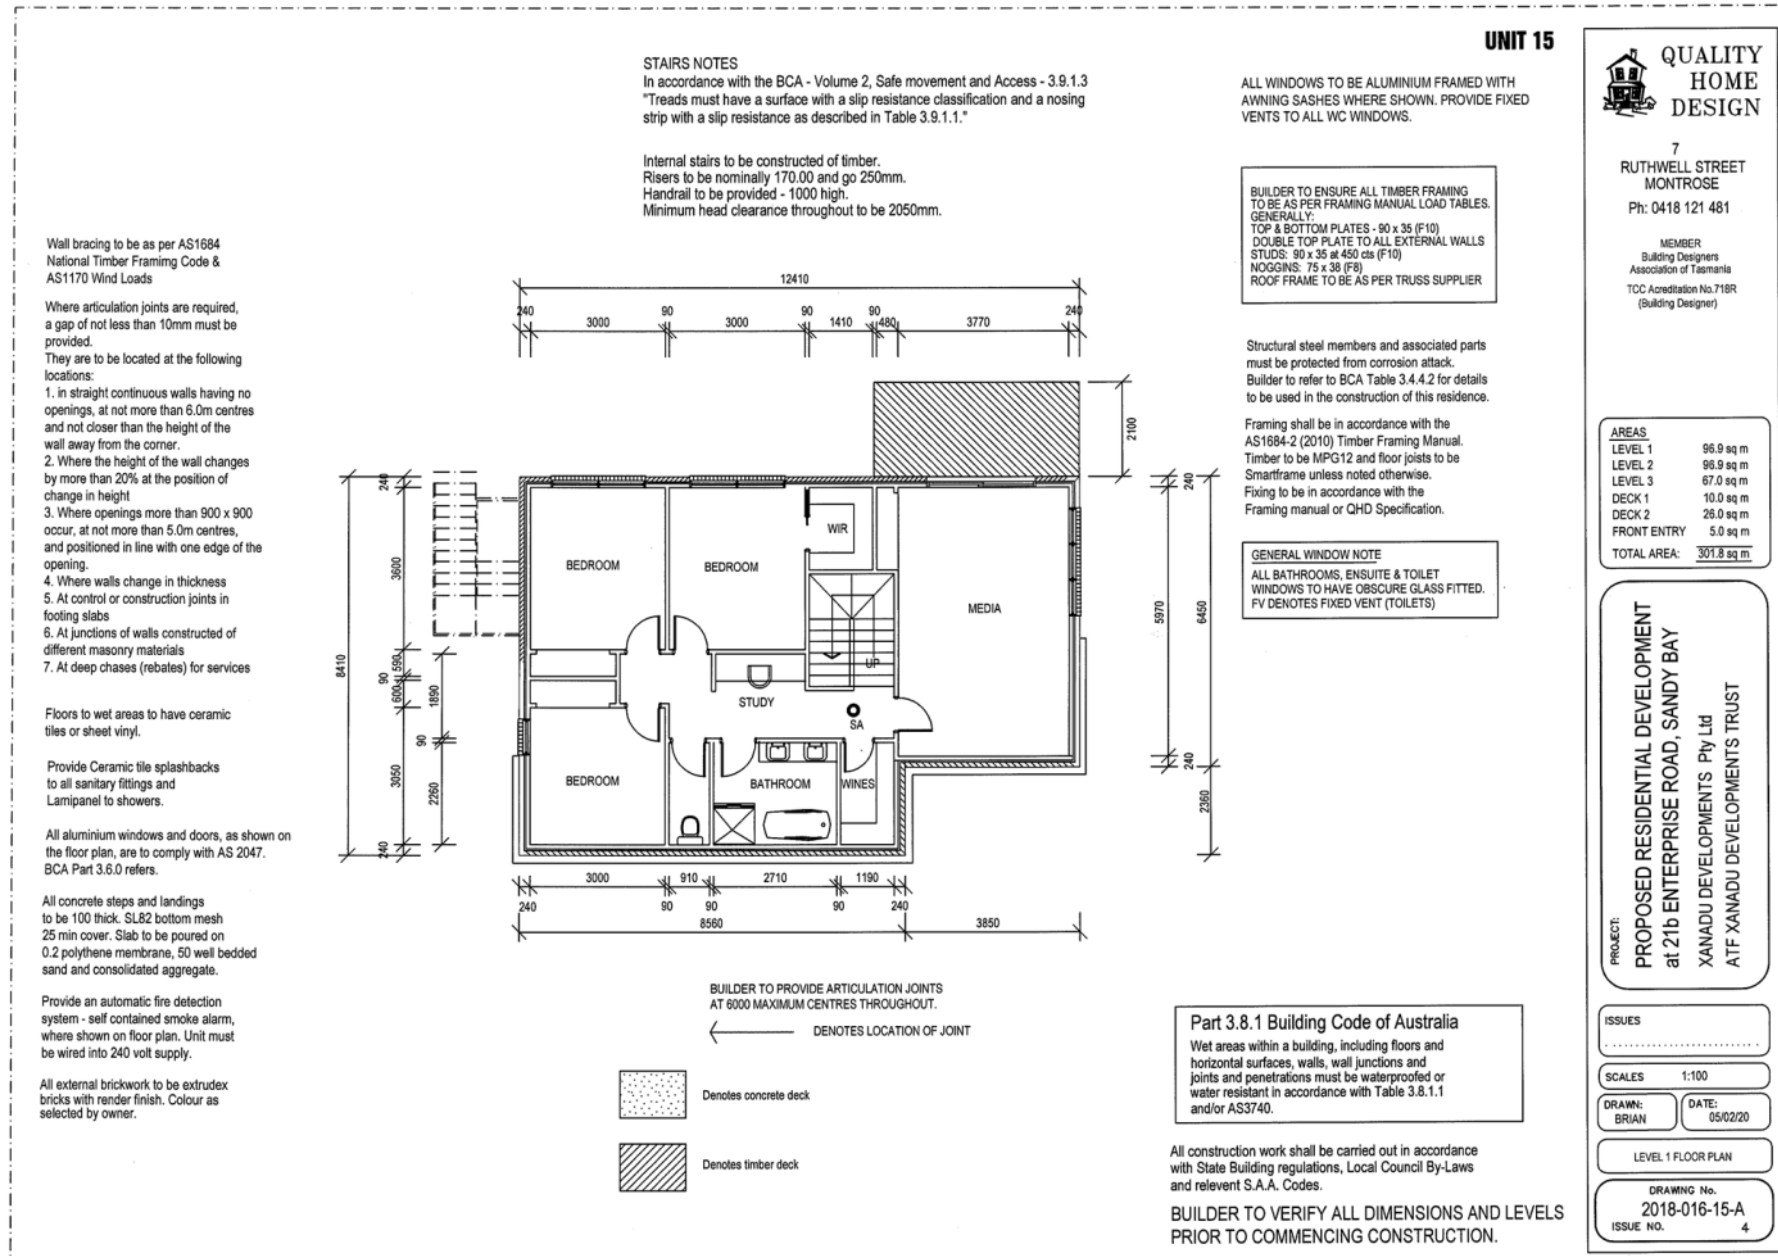 UNIT 15
STAIRS NOTES
In accordance with the BCA - Volume 2, Safe movement and Access - 3.9.1.3
"Treads must have a surface with a slip resistance classification and a nosing
strip with a slip resistance as described in Table 3.9.1.1."
Internal stairs to be constructed of timber.
Risers to be nominally 170.00 and go 250mm.
Handrail to be provided - 1000 high.
Minimum head clearance throughout to be 2050mm.
Wall bracing to be as per AS1684
National Timber Framimg Code &
AS1170 Wind Loads
Where articulation joints are required,
a gap of not less than 10mm must be
provided.
They are to be located at the following
locations:
1. in straight continuous walls having no
openings, at not more than 6.0m centres
and not closer than the height of the
wall away from the corner.
2. Where the height of the wall changes
by more than 20% at the position of
change in height
3. Where openings more than 900 x 900
occur, at not more than 5.0m centres,
and positioned in line with one edge of the
opening.
4. Where walls change in thickness
5. At control or construction joints in
footing slabs
6. At junctions of walls constructed of
different masonry materials
7. At deep chases (rebates) for services
Floors to wet areas to have ceramic
tiles or sheet vinyl.
Provide Ceramic tile splashbacks
to all sanitary fittings and
Lamipanel to showers.
All aluminium windows and doors, as shown on
the floor plan, are to comply with AS 2047.
BCA Part 3.6.0 refers.
All concrete steps and landings
to be 100 thick. SL82 bottom mesh
25 min cover. Slab to be poured on
0.2 polythene membrane, 50 well bedded
sand and consolidated aggregate.
Provide an automatic fire detection
system - self contained smoke alarm,
where shown on floor plan. Unit must
be wired into 240 volt supply.
All external brickwork to be extrudex
bricks with render finish. Colour as
selected by owner.
12410
240 3000 90 3000 90 1410 90 480 3770 240
2100
240
3600
590
90
600
3050
240
8410
1890
90
2260
240
5970
240
6450
2360
BEDROOM
BEDROOM
WIR
MEDIA
UP
STUDY
SA
BEDROOM
BATHROOM
WINES
3000 910 2710 1190
240 90 90 90 240
8560 3850
BUILDER TO PROVIDE ARTICULATION JOINTS
AT 6000 MAXIMUM CENTRES THROUGHOUT.
DENOTES LOCATION OF JOINT
Denotes concrete deck
Denotes timber deck
ALL WINDOWS TO BE ALUMINIUM FRAMED WITH
AWNING SASHES WHERE SHOWN. PROVIDE FIXED
VENTS TO ALL WC WINDOWS.
BUILDER TO ENSURE ALL TIMBER FRAMING
TO BE AS PER FRAMING MANUAL LOAD TABLES.
GENERALLY:
TOP & BOTTOM PLATES - 90 x 35 (F10)
DOUBLE TOP PLATE TO ALL EXTERNAL WALLS
STUDS: 90 x 35 at 450 cts (F10)
NOGGINS: 75 x 38 (F8)
ROOF FRAME TO BE AS PER TRUSS SUPPLIER
Structural steel members and associated parts
must be protected from corrosion attack.
Builder to refer to BCA Table 3.4.4.2 for details
to be used in the construction of this residence.
Framing shall be in accordance with the
AS1684-2 (2010) Timber Framing Manual.
Timber to be MPG12 and floor joists to be
Smartframe unless noted otherwise.
Fixing to be in accordance with the
Framing manual or QHD Specification.
GENERAL WINDOW NOTE
ALL BATHROOMS, ENSUITE & TOILET
WINDOWS TO HAVE OBSCURE GLASS FITTED.
FV DENOTES FIXED VENT (TOILETS)
Part 3.8.1 Building Code of Australia
Wet areas within a building, including floors and
horizontal surfaces, walls, wall junctions and
joints and penetrations must be waterproofed or
water resistant in accordance with Table 3.8.1.1
and/or AS3740.
All construction work shall be carried out in accordance
with State Building regulations, Local Council By-Laws
and relevent S.A.A. Codes.
BUILDER TO VERIFY ALL DIMENSIONS AND LEVELS
PRIOR TO COMMENCING CONSTRUCTION.
QUALITY
HOME
DESIGN
7
RUTHWELL STREET
MONTROSE
Ph: 0418 121 481
MEMBER
Building Designers
Association of Tasmania
TCC Acreditation No.718R
(Building Designer)
AREAS
LEVEL 1 96.9 sq m
LEVEL 2 96.9 sq m
LEVEL 3 67.0 sq m
DECK 1 10.0 sq m
DECK 2 26.0 sq m
FRONT ENTRY 5.0 sq m
TOTAL AREA: 301.8 sq m
PROJECT:
PROPOSED RESIDENTIAL DEVELOPMENT
at 21b ENTERPRISE ROAD, SANDY BAY
XANADU DEVELOPMENTS Pty Ltd
ATF XANADU DEVELOPMENTS TRUST
ISSUES
SCALES 1:100
DRAWN:
BRIAN
DATE:
05/02/20
LEVEL 1 FLOOR PLAN
DRAWING No.
2018-016-15-A
ISSUE NO. 4